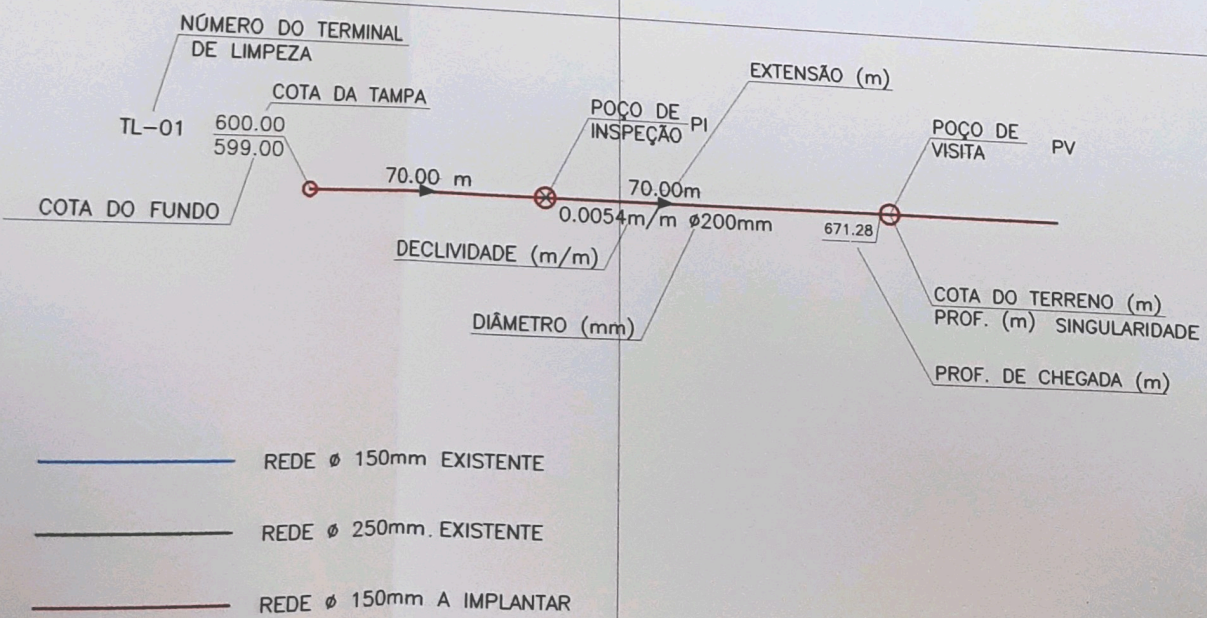 NÚMERO DO TERMINAL
DE LIMPEZA
COTA DA TAMPA
TL-01
600.00
599.00
COTA DO FUNDO
70.00 m
POÇO DE
INSPEÇÃO
PI
EXTENSÃO (m)
70.00m
0.0054m/m ø200mm
DECLIVIDADE (m/m)
DIÂMETRO (mm)
POÇO DE
VISITA
PV
671.28
COTA DO TERRENO (m)
PROF. (m) SINGULARIDADE
PROF. DE CHEGADA (m)
REDE ø 150mm EXISTENTE
REDE ø 250mm. EXISTENTE
REDE ø 150mm A IMPLANTAR